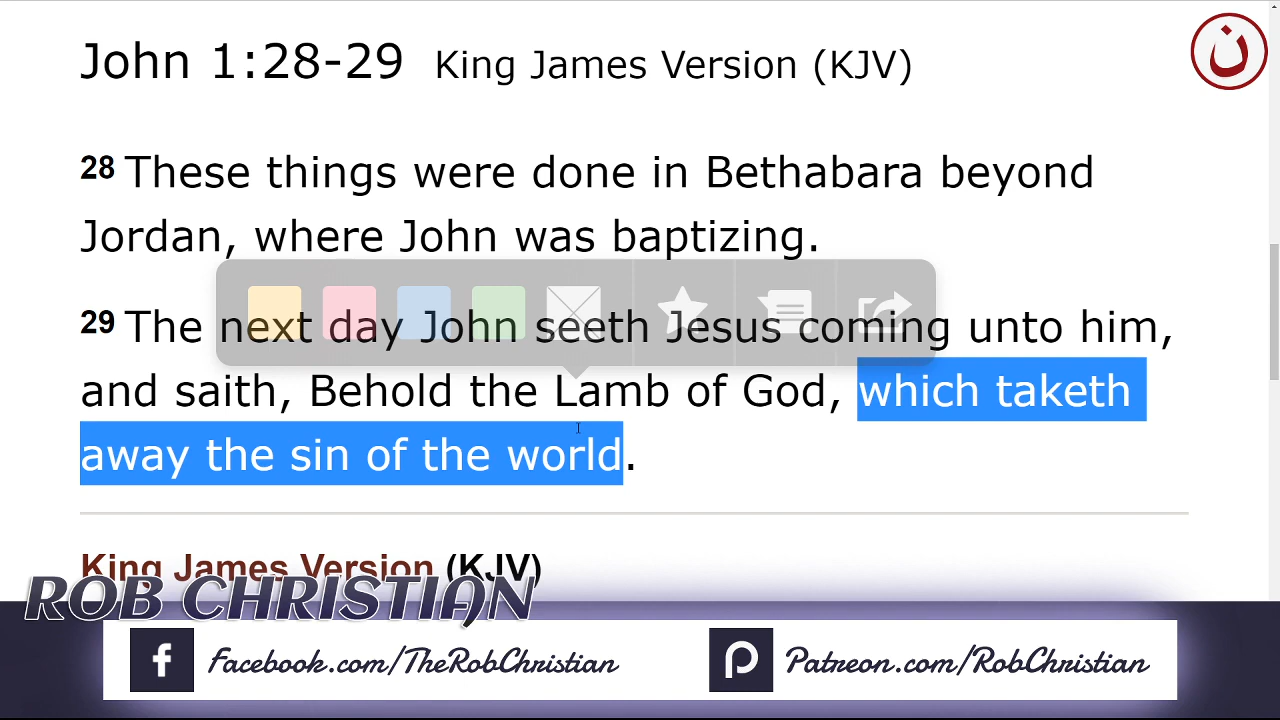 John 1:28-29 King James Version (KJV)
ن
28 These things were done in Bethabara beyond
Jordan, where John was baptizing.
29 The next day John seeth Jesus coming unto him,
and saith, Behold the Lamb of God, which taketh
away the sin of the world.
King James Version (KJV)
ROB CHRISTIAN
Facebook.com/TheRobChristian
Patreon.com/RobChristian